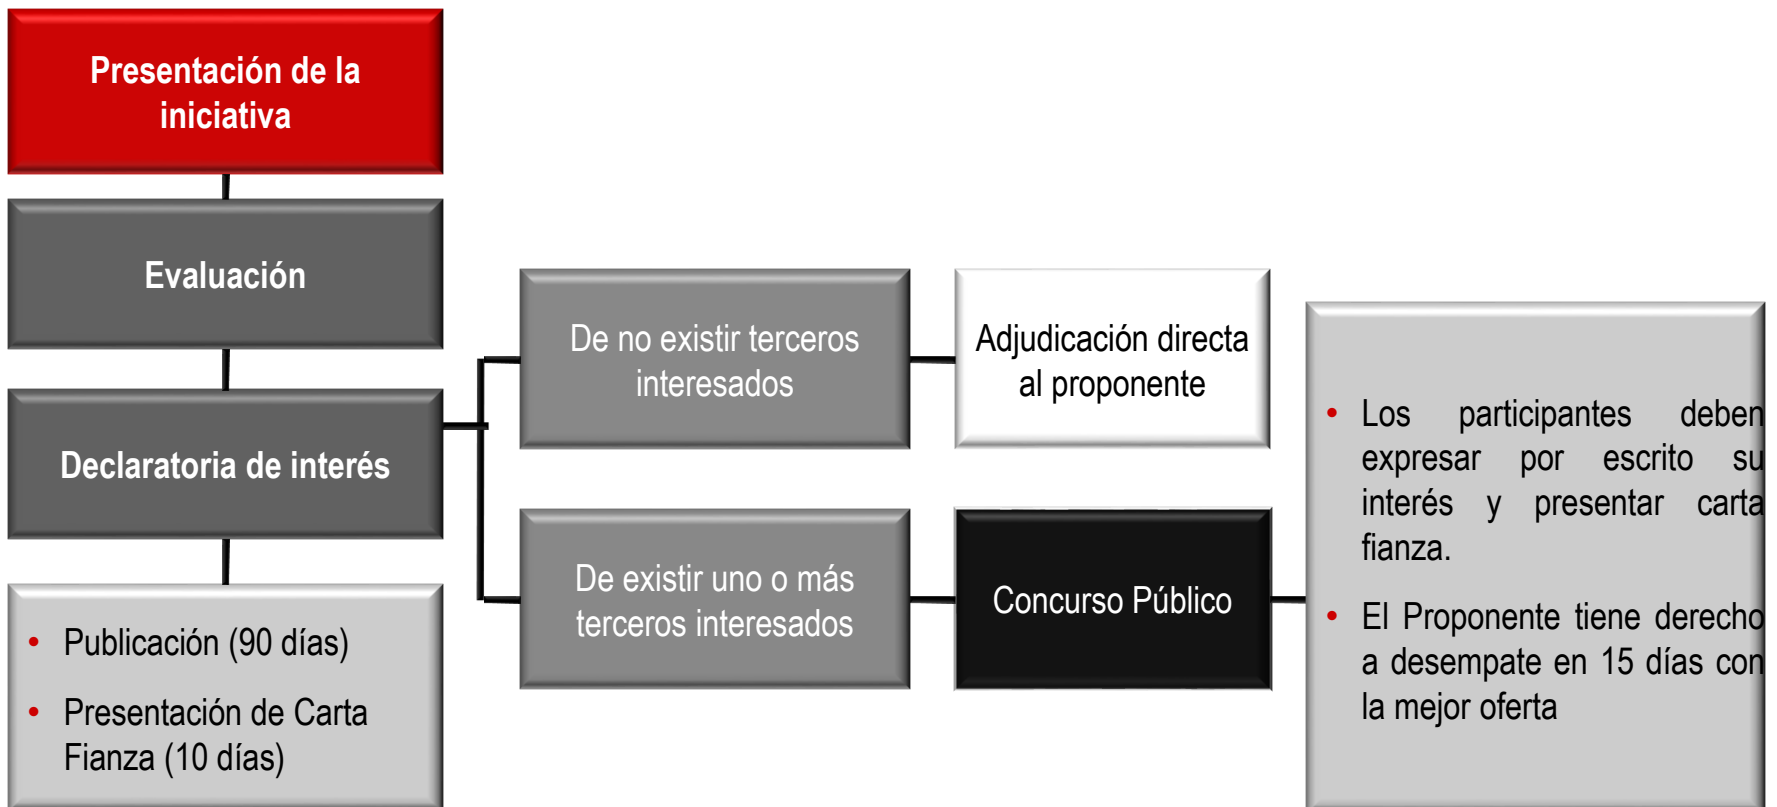 Presentación de la
iniciativa
Evaluación
Declaratoria de interés
• Publicación (90 días)
• Presentación de Carta
Fianza (10 días)
De no existir terceros
interesados
Adjudicación directa
al proponente
De existir uno o más
terceros interesados
Concurso Público
• Los participantes deben
expresar por escrito su
interés y presentar carta
fianza.
• El Proponente tiene derecho
a desempate en 15 días con
la mejor oferta